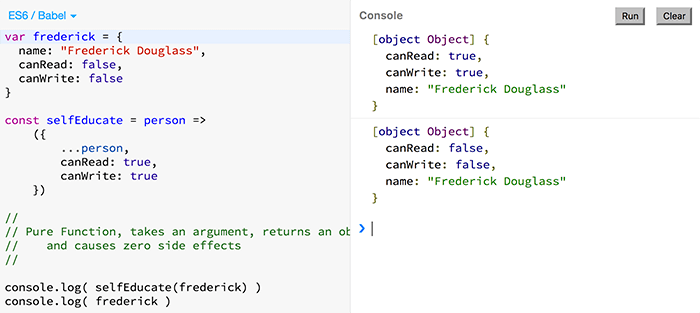 ES6 / Babel
var frederick = {
  name: "Frederick Douglass",
  canRead: false,
  canWrite: false
}
const selfEducate = person =>
    ({
        ...person,
        canRead: true,
        canWrite: true
    })
//
// Pure Function, takes an argument, returns an
//    and causes zero side effects
//
console.log( selfEducate(frederick) )
console.log( frederick )
Console
Run
Clear
[object Object] {
  canRead: true,
  canWrite: true,
  name: "Frederick Douglass"
}
[object Object] {
  canRead: false,
  canWrite: false,
  name: "Frederick Douglass"
}
>